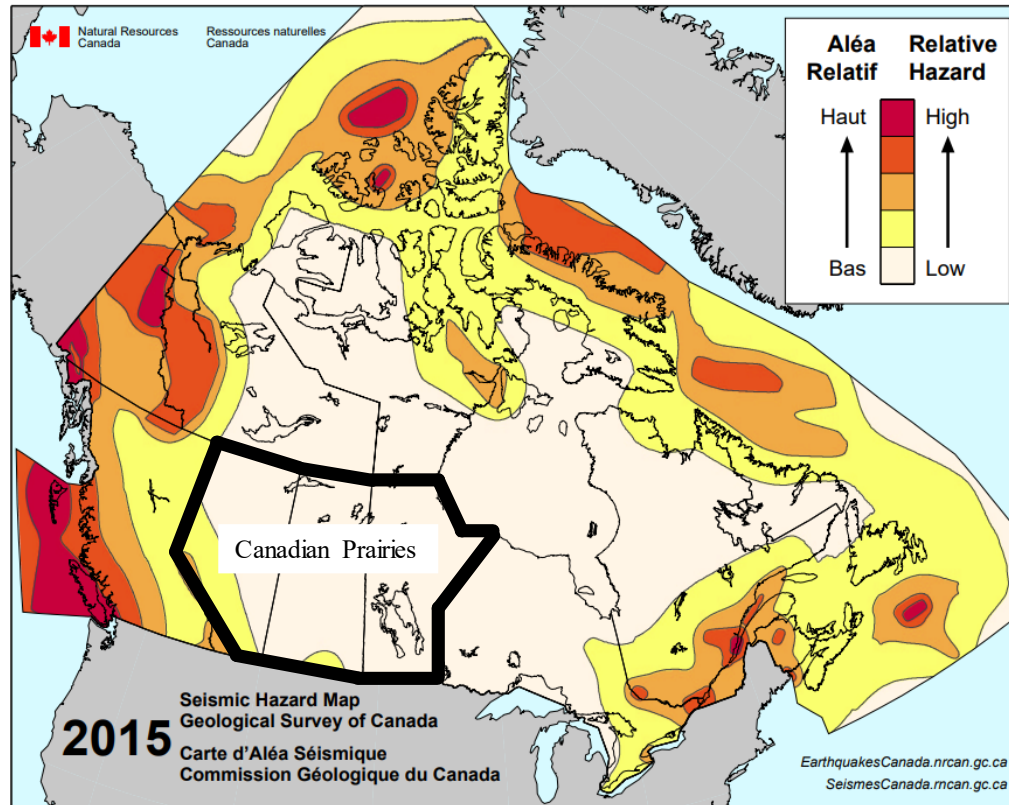 Natural Resources
Canada
Ressources naturelles
Canada
Aléa
Relatif
Relative
Hazard
Haut
High
Bas
Low
Canadian Prairies
2015
Seismic Hazard Map
Geological Survey of Canada
Carte d'Aléa Séismique
Commission Géologique du Canada
EarthquakesCanada.nrcan.gc.ca
SeismesCanada.rncan.gc.ca